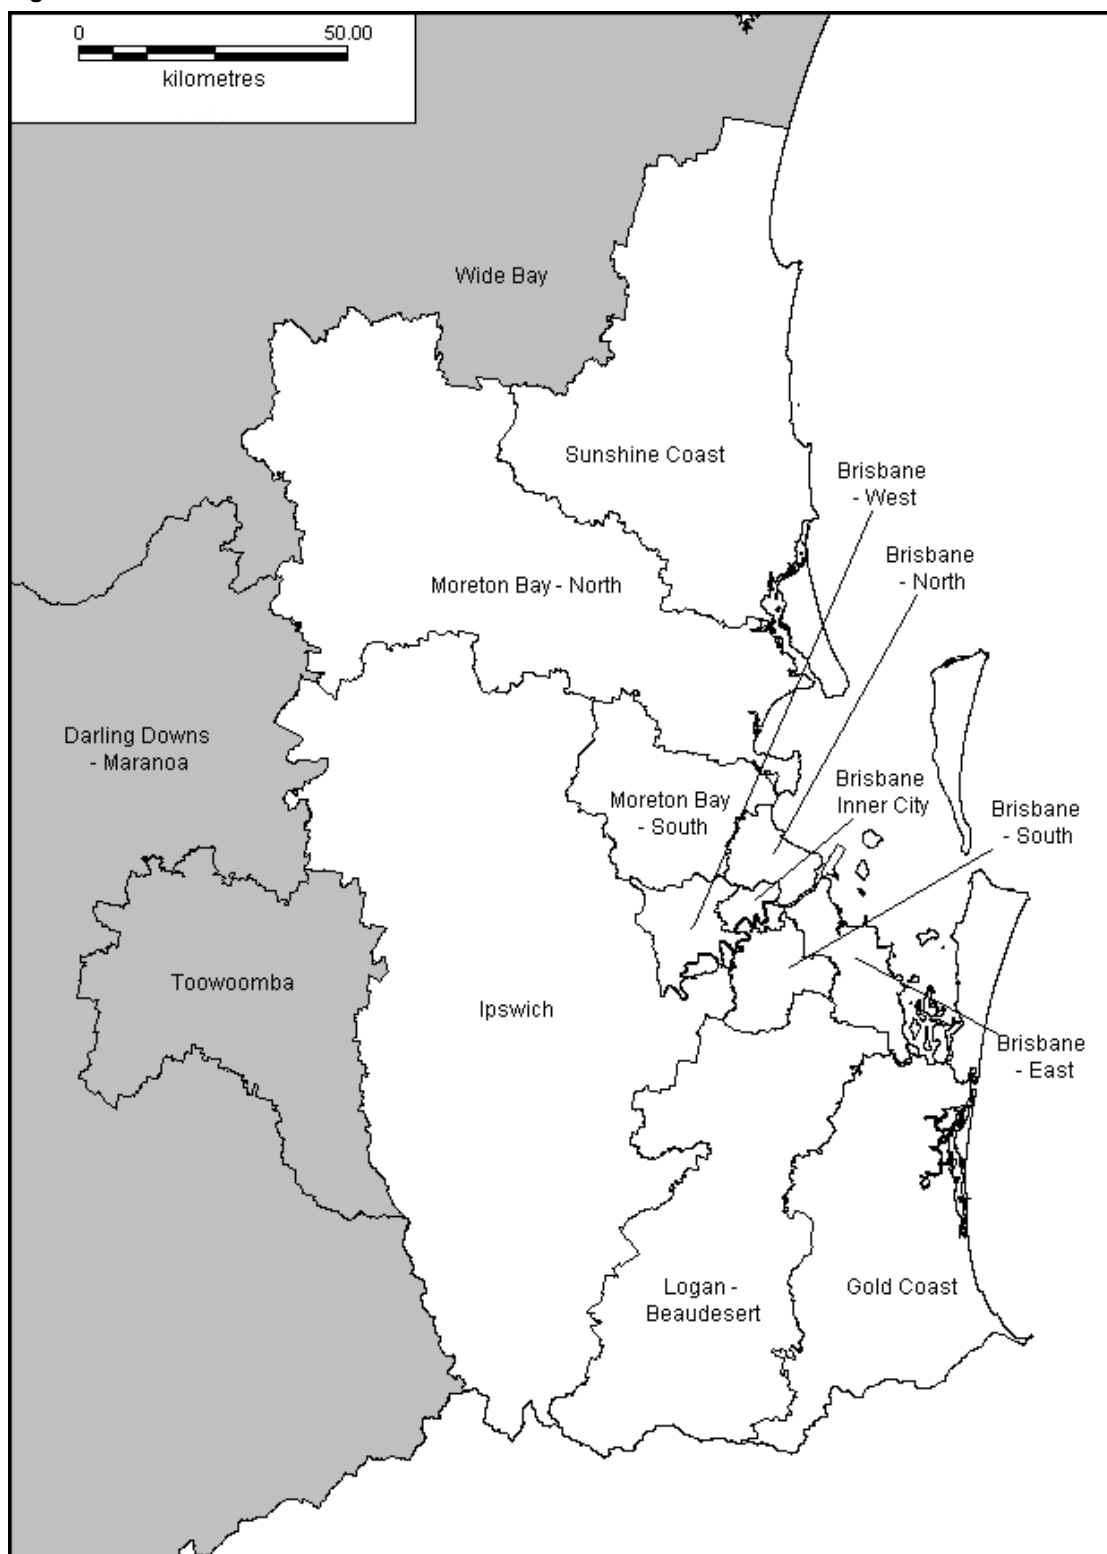 0 50.00
kilometres
Wide Bay
Sunshine Coast
Brisbane
- West
Brisbane
- North
Moreton Bay - North
Darling Downs
- Maranoa
Brisbane
Inner City
Moreton Bay
- South
Brisbane
- South
Toowoomba
Ipswich
Brisbane
- East
Logan -
Beaudesert
Gold Coast